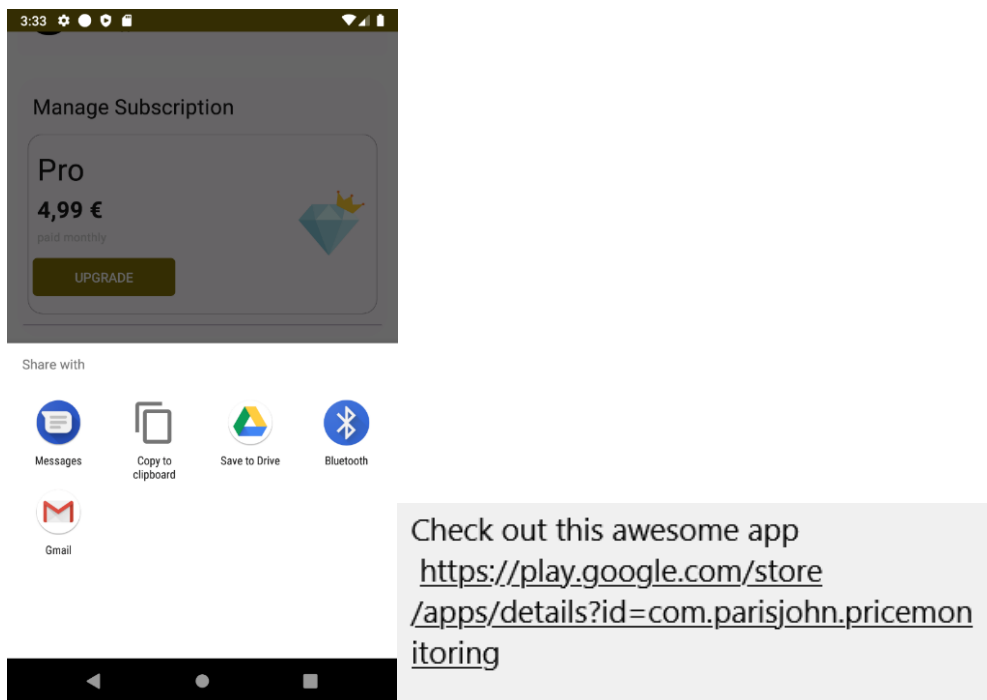 3:33
Manage Subscription
Pro
4,99 €
paid monthly
UPGRADE
Share with
Messages
Copy to
clipboard
Save to Drive
Bluetooth
Gmail
Check out this awesome app
https://play.google.com/store
/apps/details?id=com.parisjohn.pricemon
itoring